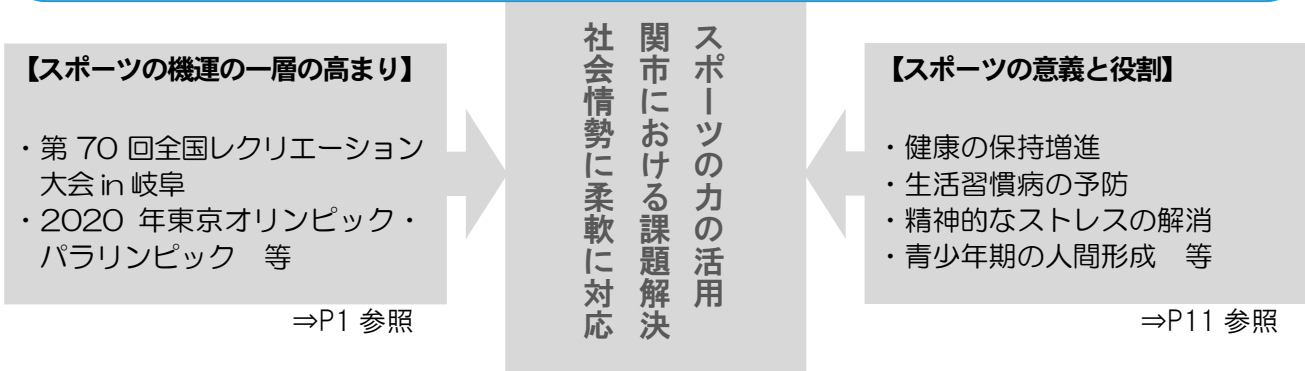 【スポーツの機運の一層の高まり】
・第 70 回全国レクリエーション
大会 in 岐阜
・2020 年東京オリンピック・
パラリンピック　等
⇒P1 参照
スポーツの力の活用
関市における課題解決
社会情勢に柔軟に対応
【スポーツの意義と役割】
・健康の保持増進
・生活習慣病の予防
・精神的なストレスの解消
・青少年期の人間形成　等
⇒P11 参照